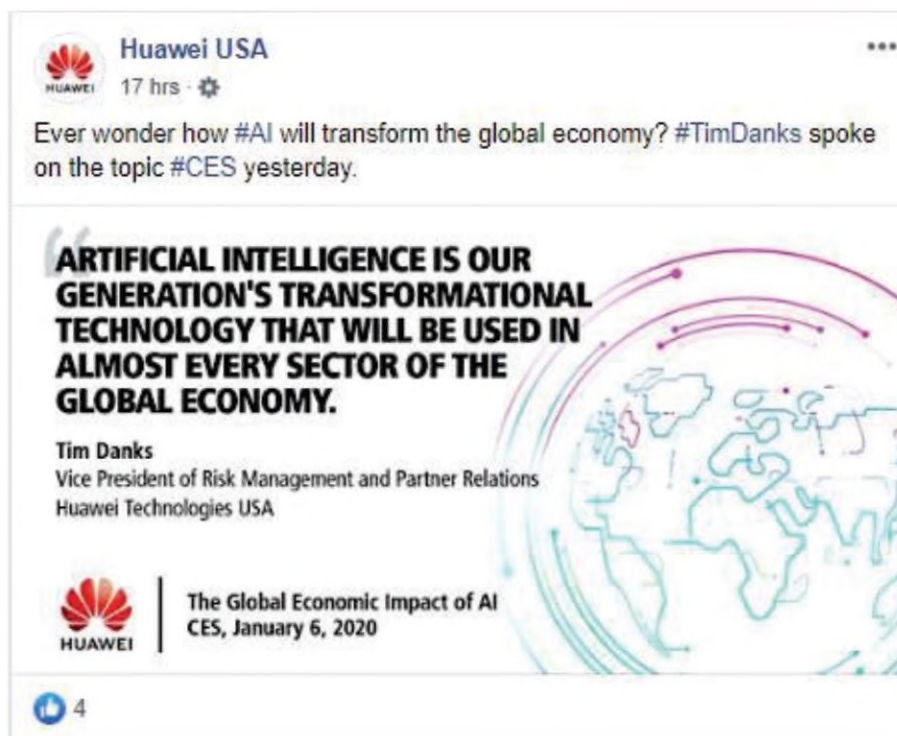 Huawei USA
HUAWEI
17 hrs ·
Ever wonder how #AI will transform the global economy? #TimDanks spoke
on the topic #CES yesterday.
“
ARTIFICIAL INTELLIGENCE IS OUR
GENERATION'S TRANSFORMATIONAL
TECHNOLOGY THAT WILL BE USED IN
ALMOST EVERY SECTOR OF THE
GLOBAL ECONOMY.
Tim Danks
Vice President of Risk Management and Partner Relations
Huawei Technologies USA
The Global Economic Impact of AI
CES, January 6, 2020
HUAWEI
4